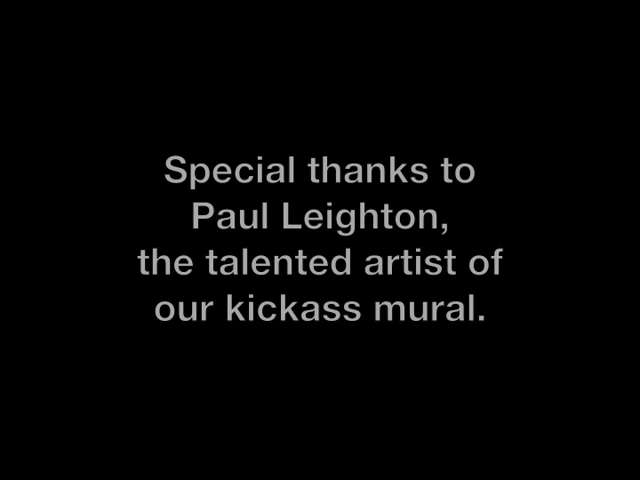 Special thanks to
Paul Leighton,
the talented artist of
our kickass mural.